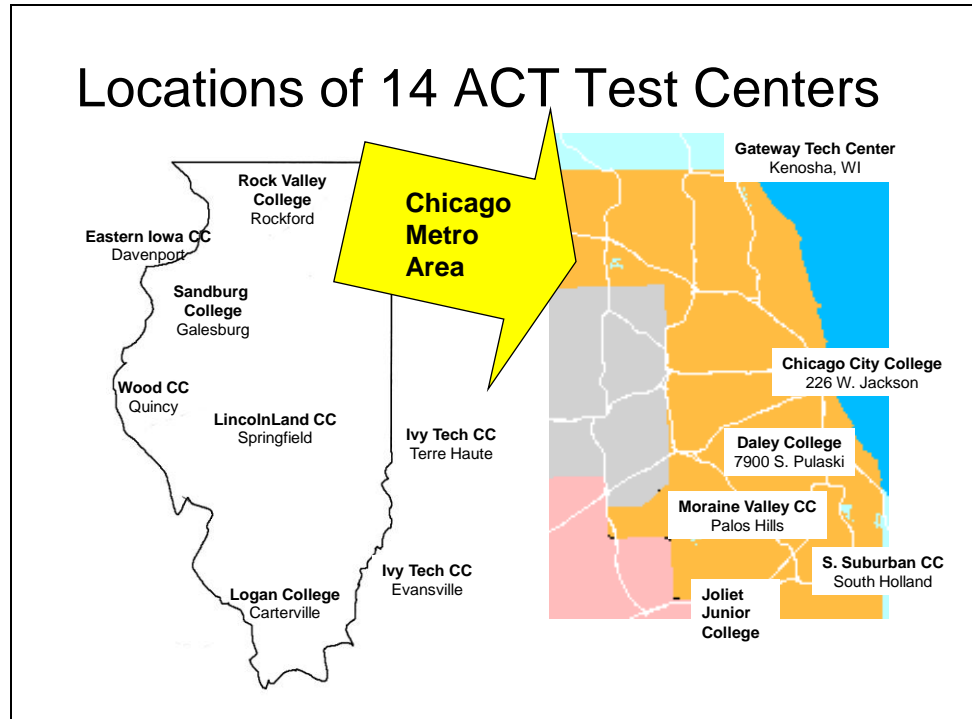 Locations of 14 ACT Test Centers
Rock Valley
College
Rockford
Eastern Iowa CC
Davenport
Sandburg
College
Galesburg
Wood CC
Quincy
LincolnLand CC
Springfield
Ivy Tech CC
Terre Haute
Ivy Tech CC
Evansville
Logan College
Carterville
Chicago
Metro
Area
Gateway Tech Center
Kenosha, WI
Chicago City College
226 W. Jackson
Daley College
7900 S. Pulaski
Moraine Valley CC
Palos Hills
S. Suburban CC
South Holland
Joliet
Junior
College